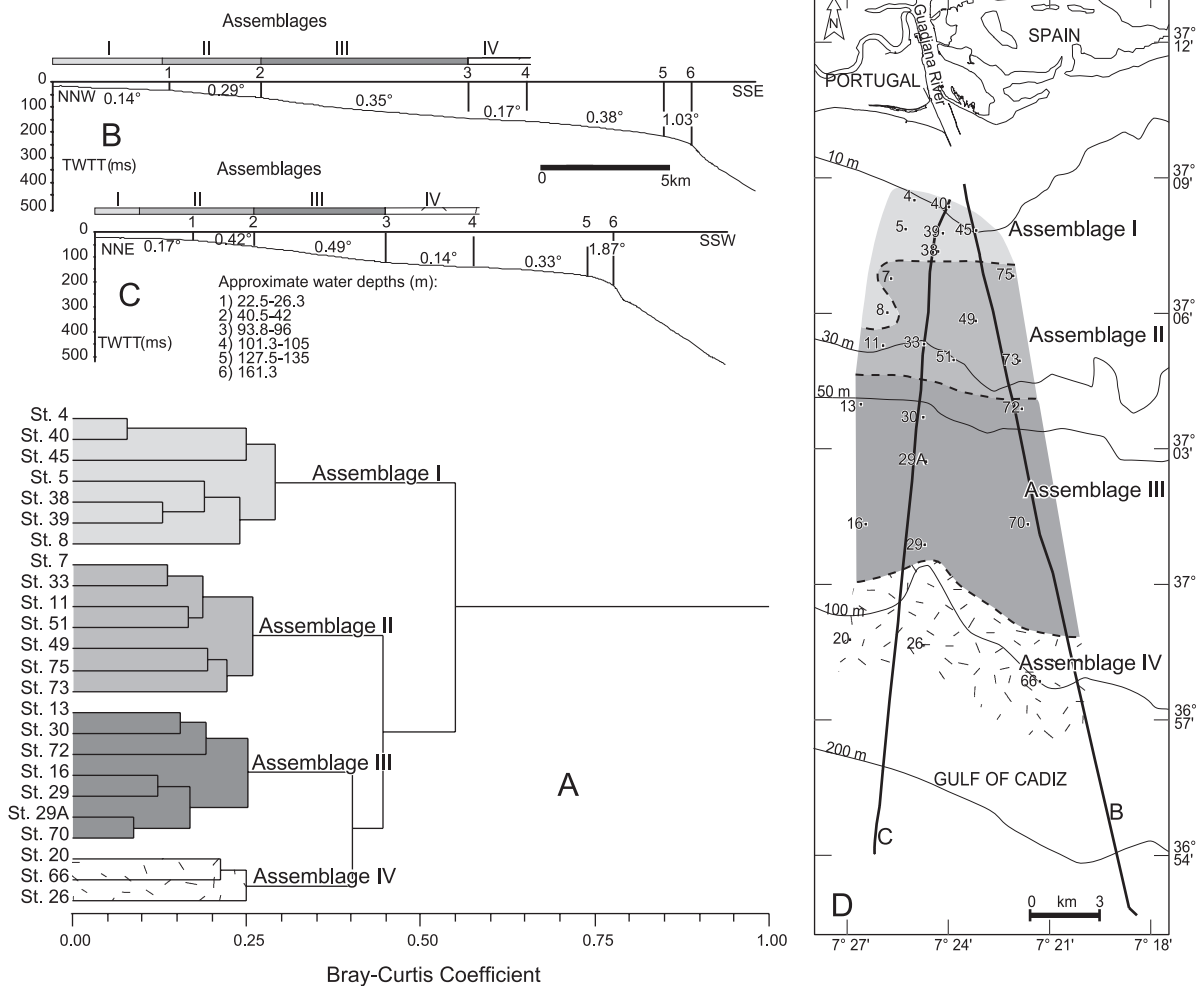 Assemblages
I II III IV
0 1 2 3 4 5 6
NNW 0.14° 0.29° 0.35° 0.17° 0.38° 1.03° SSE
100
200
300
400
500
B
TWTT(ms)
0 5km
Assemblages
I II III IV
0 1 2 3 4 5 6
NNE 0.17° 0.42° 0.49° 0.14° 0.33° 1.87° SSW
100
200
300
400
500
C
TWTT(ms)
Approximate water depths (m):
1) 22.5-26.3
2) 40.5-42
3) 93.8-96
4) 101.3-105
5) 127.5-135
6) 161.3
St. 4
St. 40
St. 45
St. 5
St. 38
St. 39
St. 8
St. 7
St. 33
St. 11
St. 51
St. 49
St. 75
St. 73
St. 13
St. 30
St. 72
St. 16
St. 29
St. 29A
St. 70
St. 20
St. 66
St. 26
Assemblage I
Assemblage II
Assemblage III
Assemblage IV
A
0.00 0.25 0.50 0.75 1.00
Bray-Curtis Coefficient
N
Guadiana River
SPAIN
PORTUGAL
37° 12'
10 m
37° 09'
4 40
5 39 45
38
Assemblage I
7 75
8 49
37° 06'
Assemblage II
30 m
11 33 51 73
50 m
13 30 72
37° 03'
29A
Assemblage III
16 70
29
37°
100 m
20 26
Assemblage IV
66
36° 57'
200 m
GULF OF CADIZ
B
C
36° 54'
D
0 km 3
7° 27' 7° 24' 7° 21' 7° 18'